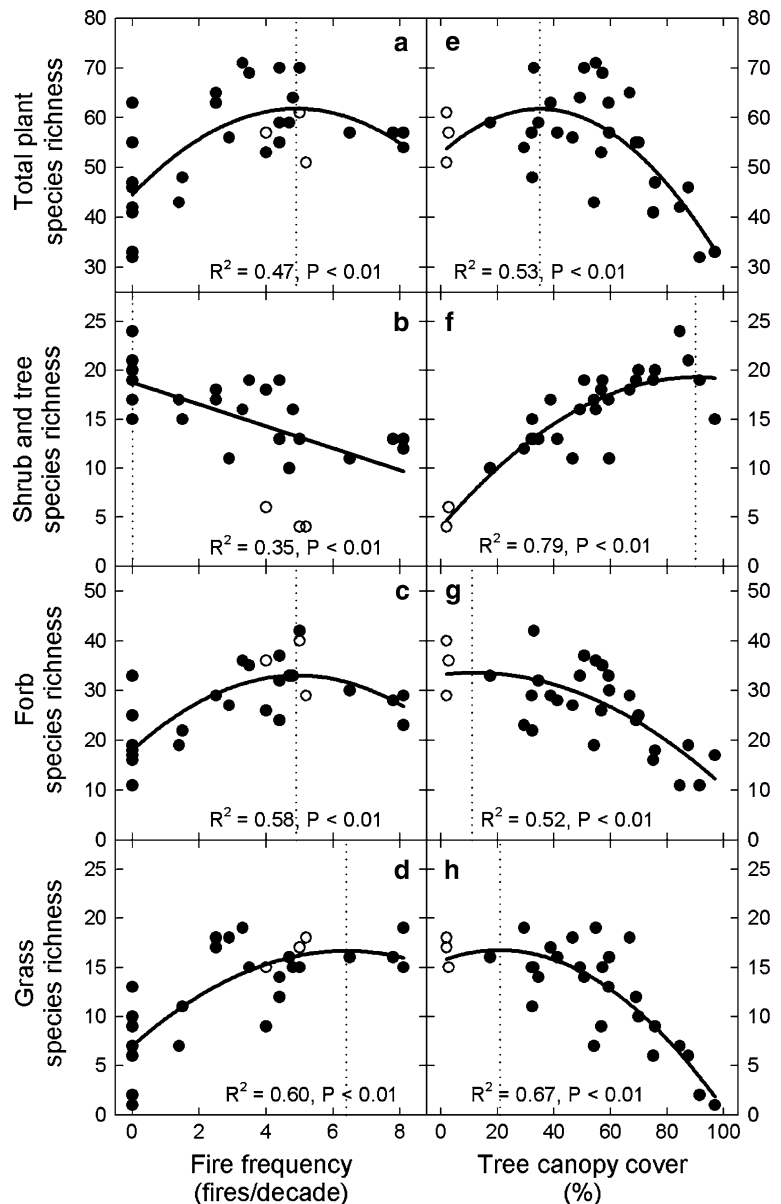 80
70
60
50
40
30
Total plant
species richness
a
R² = 0.47, P < 0.01
e
R² = 0.53, P < 0.01
80
70
60
50
40
30
25
20
15
10
5
0
Shrub and tree
species richness
b
R² = 0.35, P < 0.01
f
R² = 0.79, P < 0.01
25
20
15
10
5
0
50
40
30
20
10
0
Forb
species richness
c
R² = 0.58, P < 0.01
g
R² = 0.52, P < 0.01
50
40
30
20
10
0
25
20
15
10
5
0
Grass
species richness
d
R² = 0.60, P < 0.01
h
R² = 0.67, P < 0.01
25
20
15
10
5
0
0 2 4 6 8
Fire frequency
(fires/decade)
0 20 40 60 80 100
Tree canopy cover
(%)